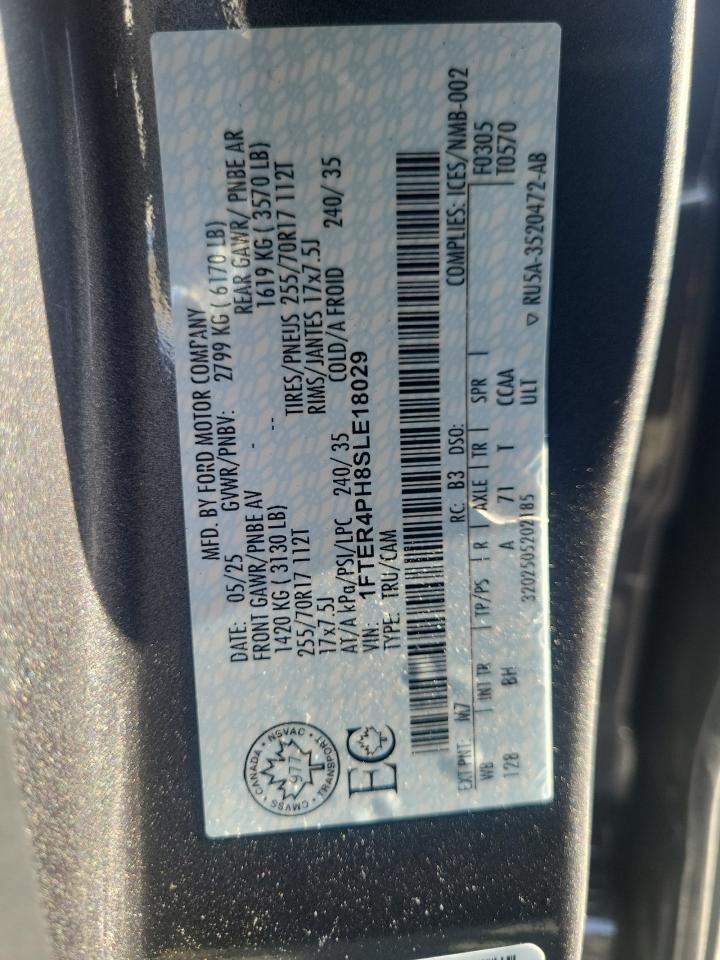 MFD. BY FORD MOTOR COMPANY
DATE: 05/25 GVWR/PNBV: 2799 KG ( 6170 LB)
FRONT GAWR/PNBE AV REAR GAWR/ PNBE AR
1420 KG ( 3130 LB) 1619 KG ( 3570 LB)
255/70R17 112T TIRES/PNEUS 255/70R17 112T
17x7.5J RIMS/JANTES 17x7.5J
AT/A kPa/PSI/LPC 240/ 35 COLD/A FROID 240/ 35
VIN: 1FTER4PH8SLE18029
TYPE: TRU/CAM
CANADA • NSVAC • TRANSPORT • CMVSS
977
EC
COMPLIES: ICES/NMB-002
EXT PNT: M7 RC: B3 DSO: F0305
WB INT TR TP/PS R AXLE TR SPR T0570
128 BH A 71 T CCAA
3202505202185 ULT ▽ RU5A-3520472-AB